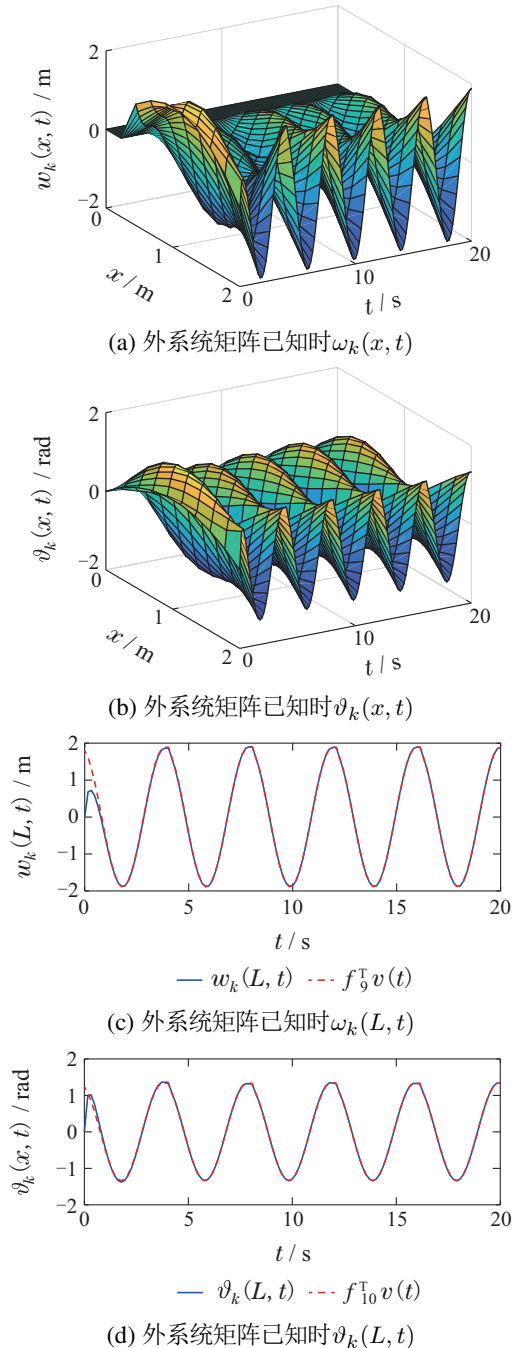 2
0
−2
w_k(x, t) / m
0
1
2
x / m
0
10
20
t / s
(a) 外系统矩阵已知时ω_k(x, t)
2
0
−2
ϑ_k(x, t) / rad
0
1
2
x / m
0
10
20
t / s
(b) 外系统矩阵已知时ϑ_k(x, t)
2
1
0
−1
−2
w_k(L, t) / m
0 5 10 15 20
t / s
w_k(L, t) f_9^T v(t)
(c) 外系统矩阵已知时ω_k(L, t)
2
1
0
−1
−2
ϑ_k(x, t) / rad
0 5 10 15 20
t / s
ϑ_k(L, t) f_10^T v(t)
(d) 外系统矩阵已知时ϑ_k(L, t)